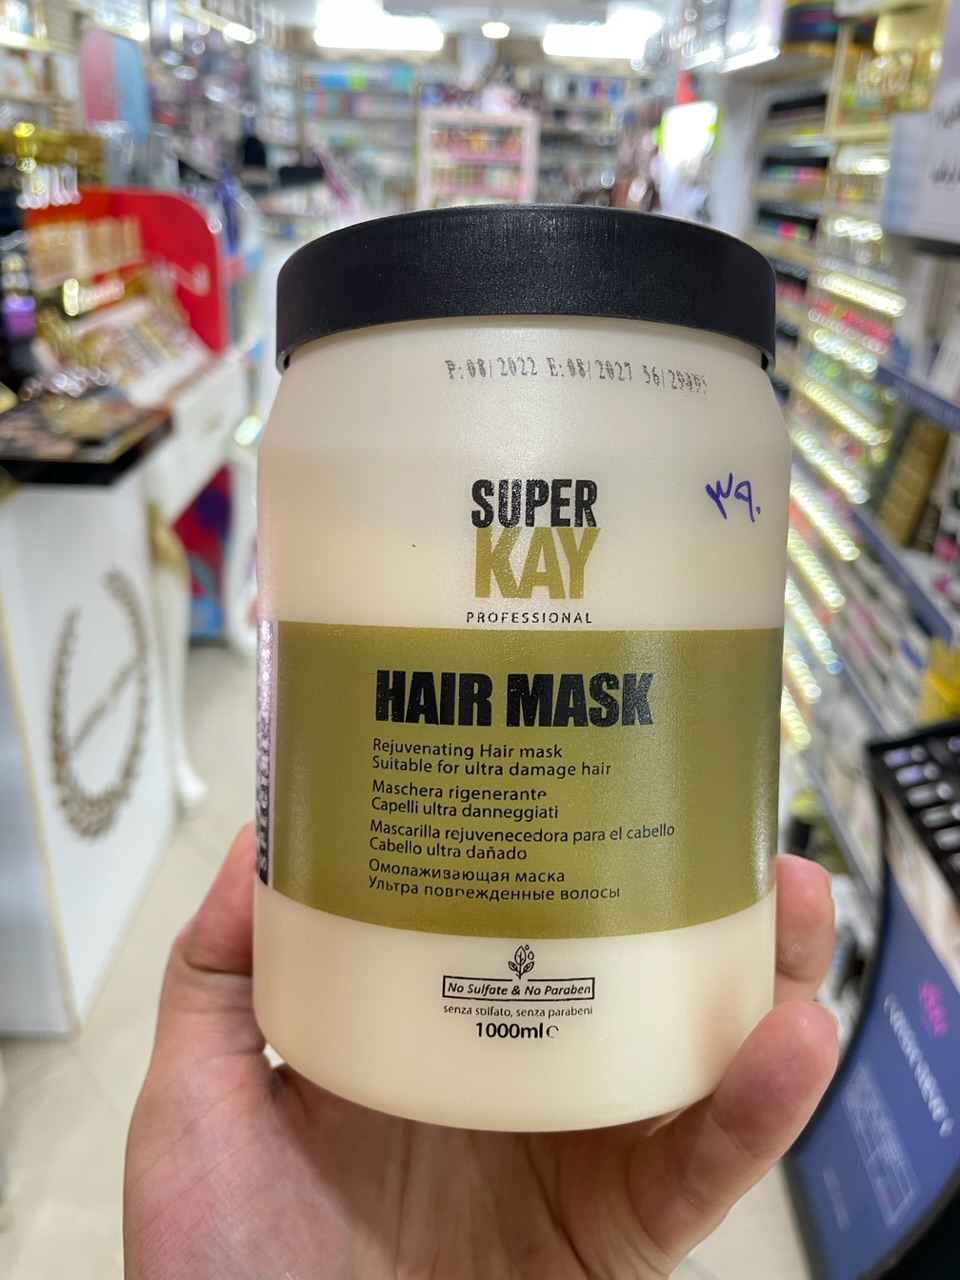 P:08/2022 E:08/2027 56/
SUPER
KAY
PROFESSIONAL
۳۹۰
HAIR MASK
Rejuvenating Hair mask
Suitable for ultra damage hair
Maschera rigenerante
Capelli ultra danneggiati
Mascarilla rejuvenecedora para el cabello
Cabello ultra dañado
Омолаживающая маска
Ультра поврежденные волосы
No Sulfate & No Paraben
senza solfato, senza parabeni
1000ml e